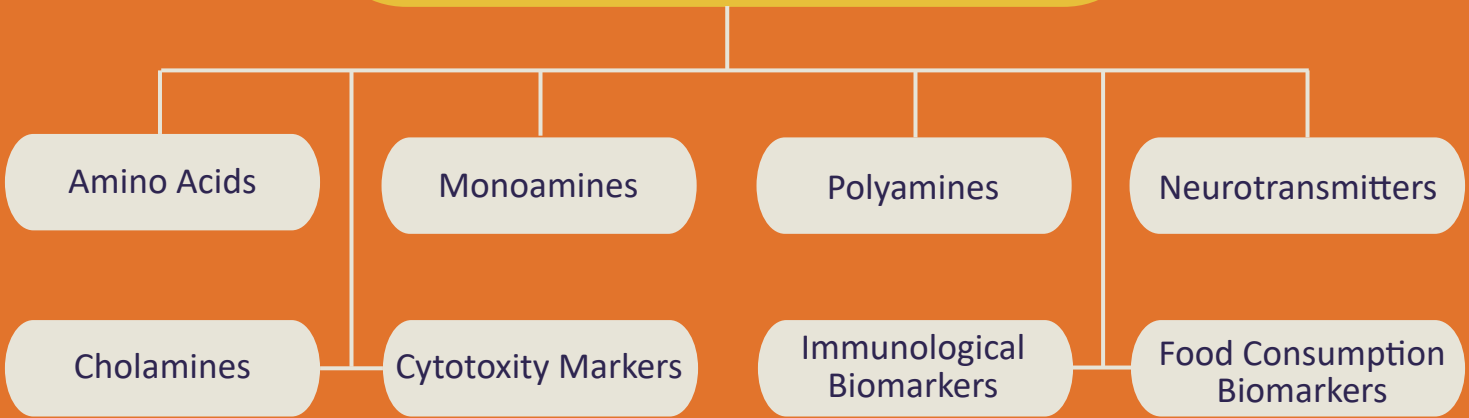 Amino Acids
Monoamines
Polyamines
Neurotransmitters
Cholamines
Cytotoxity Markers
Immunological
Biomarkers
Food Consumption
Biomarkers